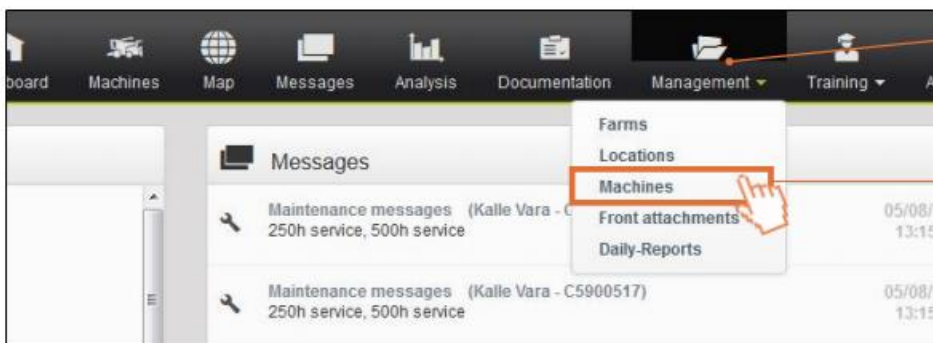 board Machines Map Messages Analysis Documentation Management Training A
Farms
Locations
Machines
Front attachments
Daily-Reports
Messages
Maintenance messages (Kalle Vara - C
250h service, 500h service
05/08/
13:15
Maintenance messages (Kalle Vara - C5900517)
250h service, 500h service
05/08/
13:15